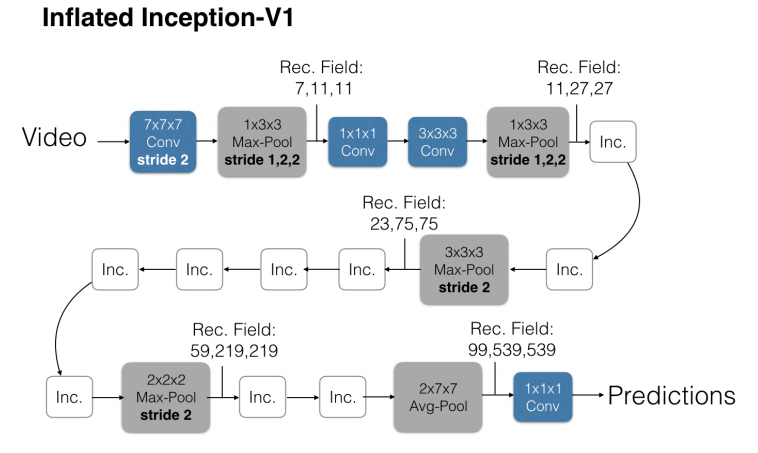 Inflated Inception-V1
Rec. Field:
7,11,11
Rec. Field:
11,27,27
Video
7x7x7
Conv
stride 2
1x3x3
Max-Pool
stride 1,2,2
1x1x1
Conv
3x3x3
Conv
1x3x3
Max-Pool
stride 1,2,2
Inc.
Rec. Field:
23,75,75
Inc.
Inc.
Inc.
Inc.
3x3x3
Max-Pool
stride 2
Inc.
Rec. Field:
59,219,219
Rec. Field:
99,539,539
Inc.
2x2x2
Max-Pool
stride 2
Inc.
Inc.
2x7x7
Avg-Pool
1x1x1
Conv
Predictions